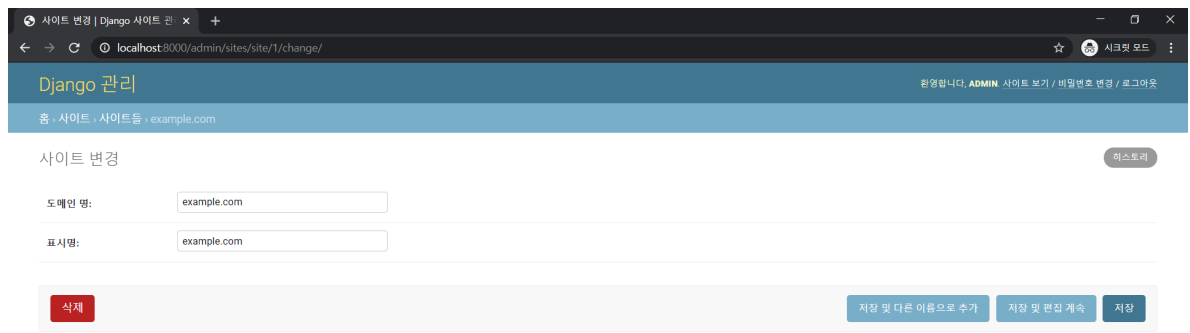 사이트 변경 | Django 사이트 관
localhost:8000/admin/sites/site/1/change/
시크릿 모드
Django 관리
환영합니다, ADMIN. 사이트 보기 / 비밀번호 변경 / 로그아웃
홈 › 사이트 › 사이트들 › example.com
사이트 변경
히스토리
도메인 명:
example.com
표시명:
example.com
삭제
저장 및 다른 이름으로 추가
저장 및 편집 계속
저장